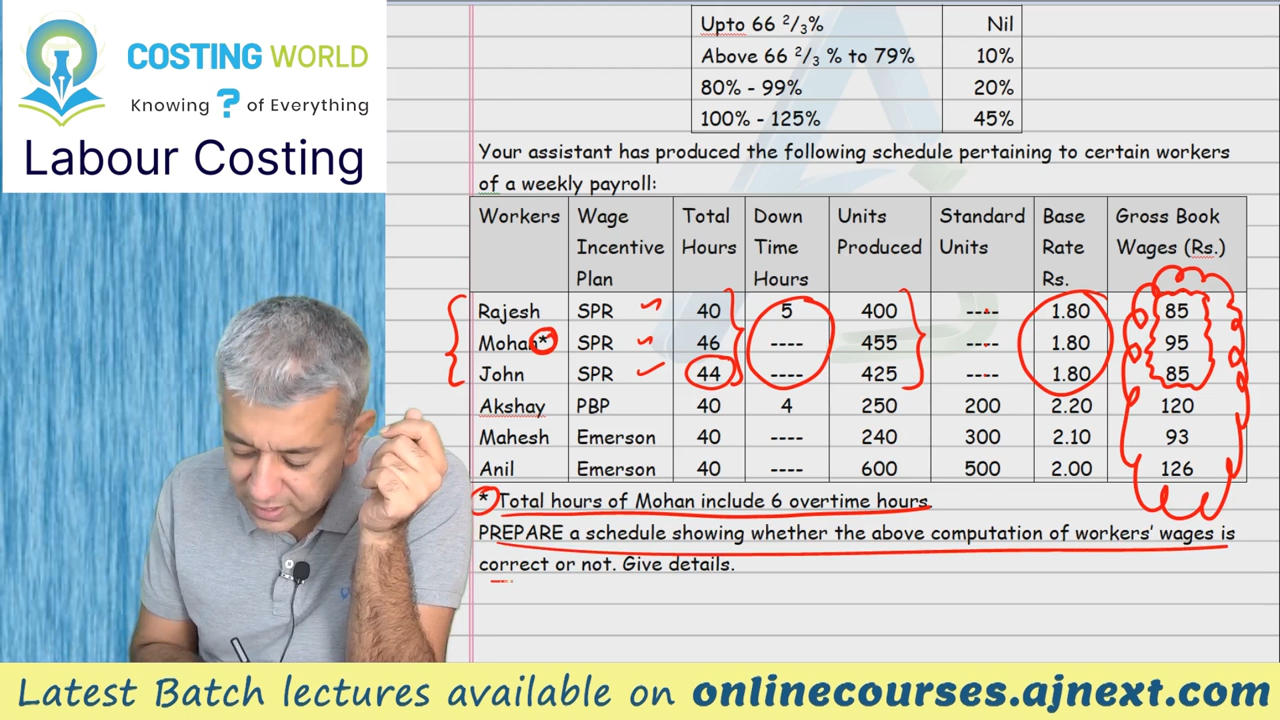 COSTING WORLD
Knowing ? of Everything
Labour Costing
Upto 66 2/3% Nil
Above 66 2/3 % to 79% 10%
80% - 99% 20%
100% - 125% 45%
Your assistant has produced the following schedule pertaining to certain workers
of a weekly payroll:
Workers Wage Incentive Plan Total Hours Down Time Hours Units Produced Standard Units Base Rate Rs. Gross Book Wages (Rs.)
Rajesh SPR 40 5 400 ---- 1.80 85
Mohan* SPR 46 ---- 455 ---- 1.80 95
John SPR 44 ---- 425 ---- 1.80 85
Akshay PBP 40 4 250 200 2.20 120
Mahesh Emerson 40 ---- 240 300 2.10 93
Anil Emerson 40 ---- 600 500 2.00 126
* Total hours of Mohan include 6 overtime hours.
PREPARE a schedule showing whether the above computation of workers' wages is
correct or not. Give details.
Latest Batch lectures available on onlinecourses.ajnext.com